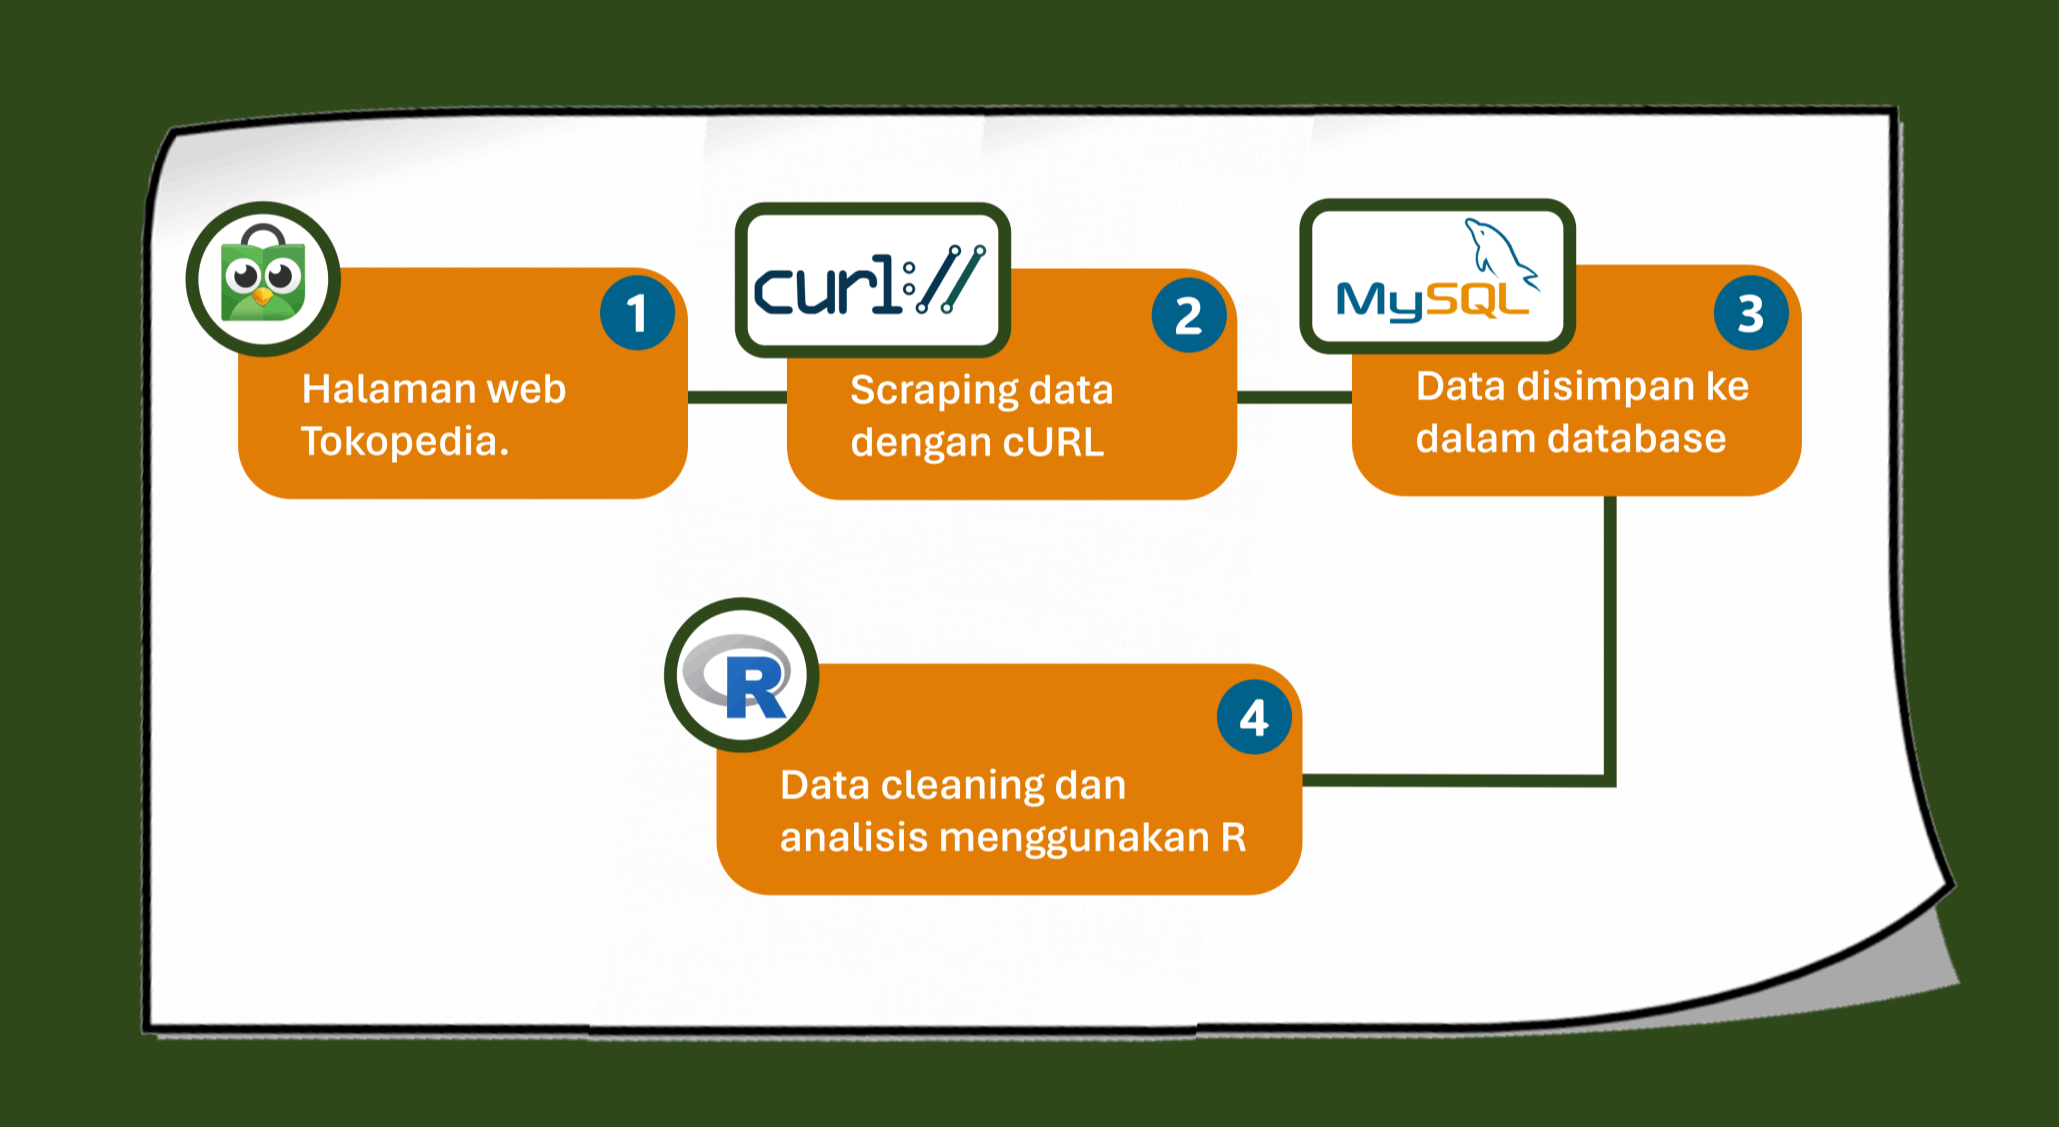 1
Halaman web
Tokopedia.
curl://
2
Scraping data
dengan cURL
MySQL
3
Data disimpan ke
dalam database
R
4
Data cleaning dan
analisis menggunakan R